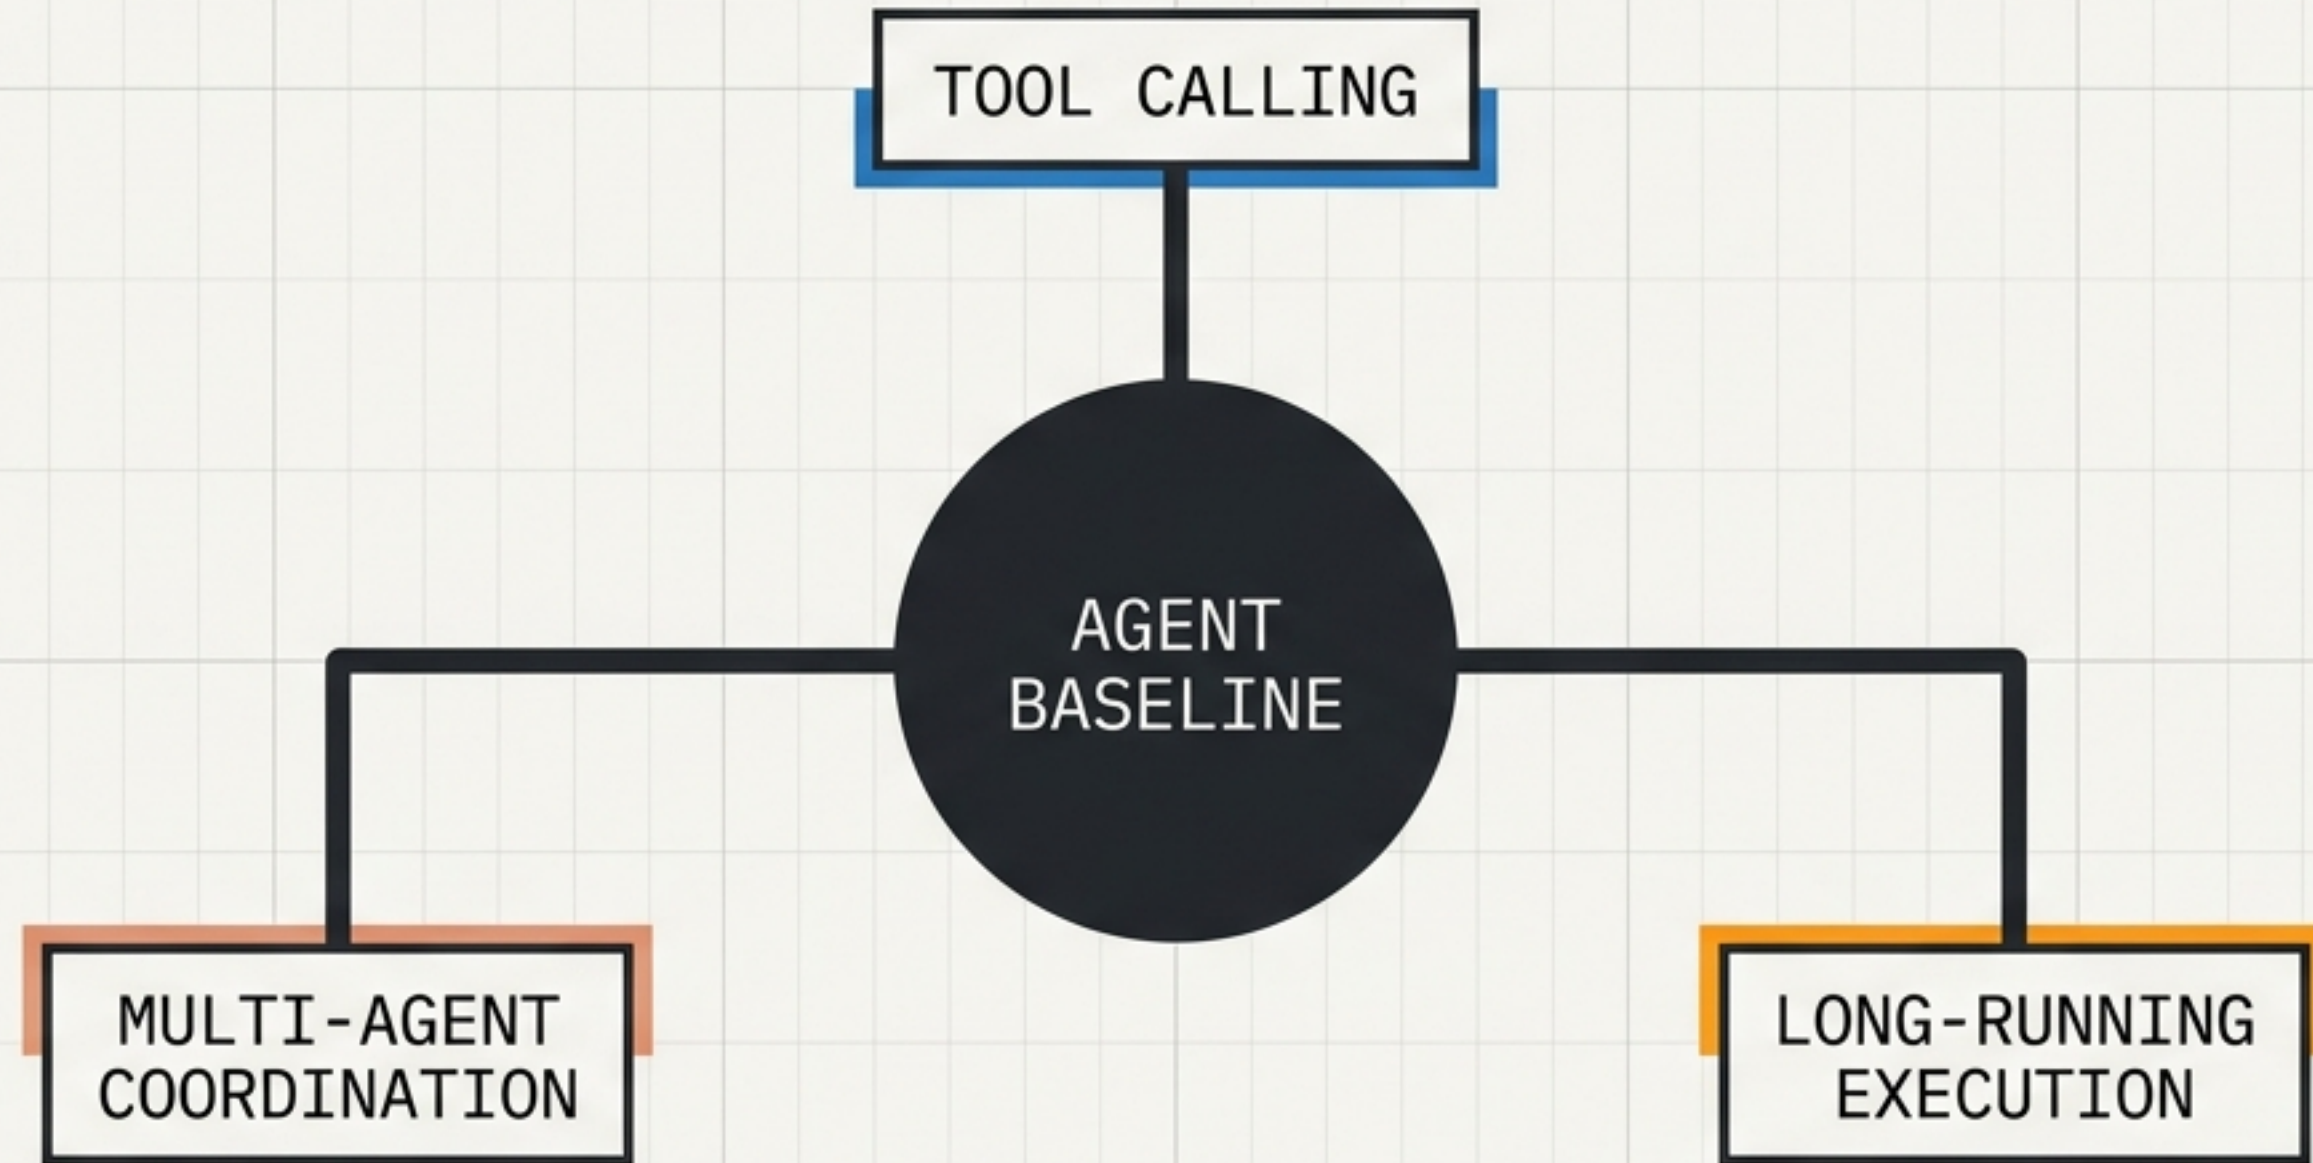 TOOL CALLING
AGENT
BASELINE
MULTI-AGENT
COORDINATION
LONG-RUNNING
EXECUTION